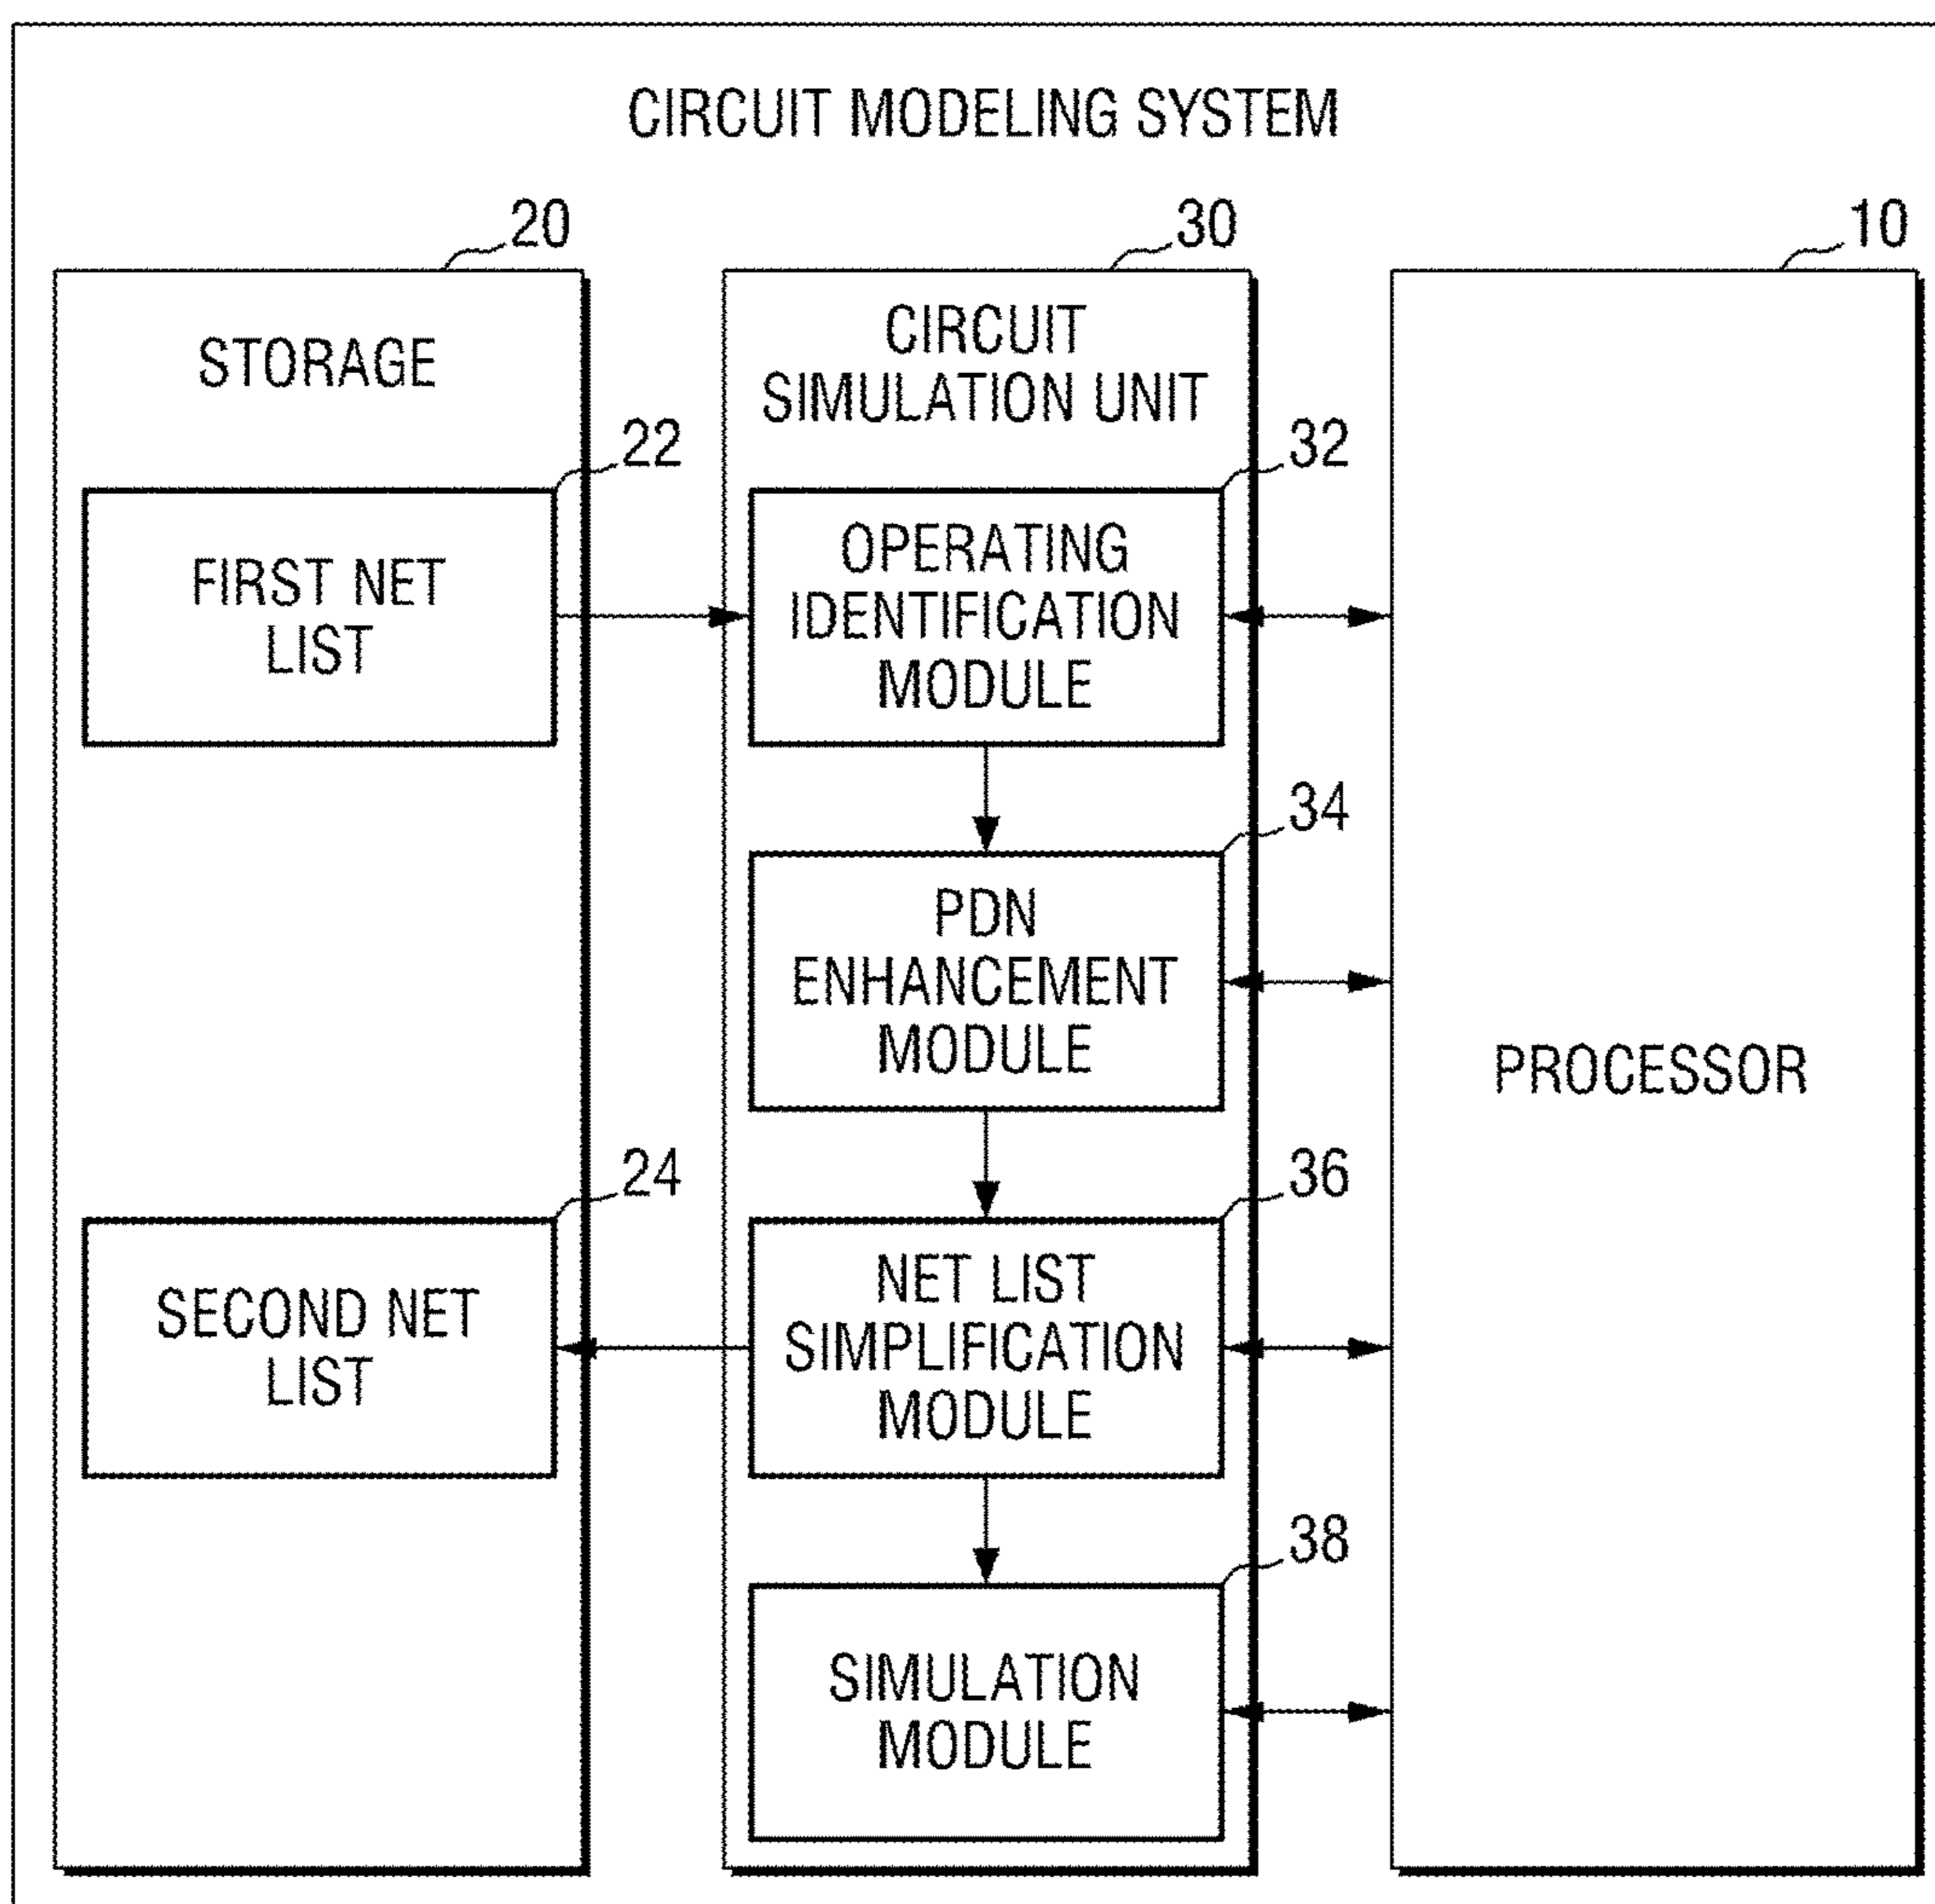 CIRCUIT MODELING SYSTEM
20
30
10
STORAGE
CIRCUIT
SIMULATION UNIT
22
32
FIRST NET
LIST
OPERATING
IDENTIFICATION
MODULE
34
PDN
ENHANCEMENT
MODULE
PROCESSOR
24
36
SECOND NET
LIST
NET LIST
SIMPLIFICATION
MODULE
38
SIMULATION
MODULE